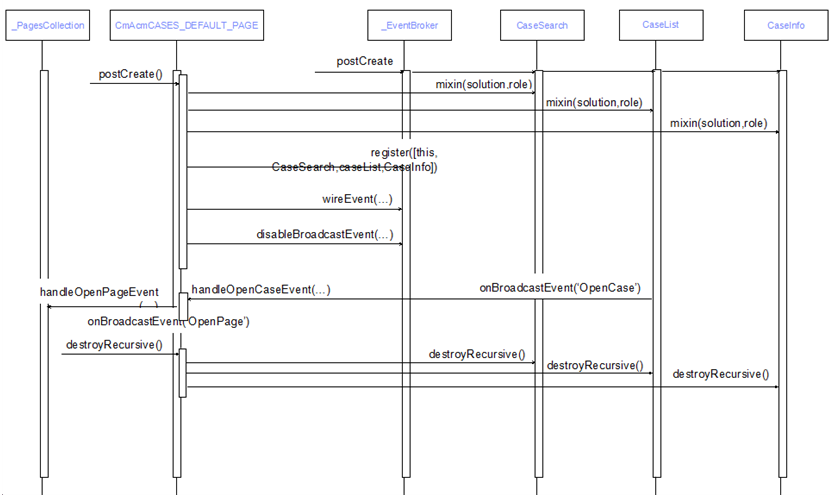 _PagesCollection
CmAcmCASES_DEFAULT_PAGE
_EventBroker
CaseSearch
CaseList
CaseInfo
postCreate
postCreate()
mixin(solution,role)
mixin(solution,role)
mixin(solution,role)
register([this,
CaseSearch,caseList,CaseInfo])
wireEvent(...)
disableBroadcastEvent(...)
handleOpenPageEvent
(...)
handleOpenCaseEvent(...)
onBroadcastEvent('OpenCase')
onBroadcastEvent('OpenPage')
destroyRecursive()
destroyRecursive()
destroyRecursive()
destroyRecursive()